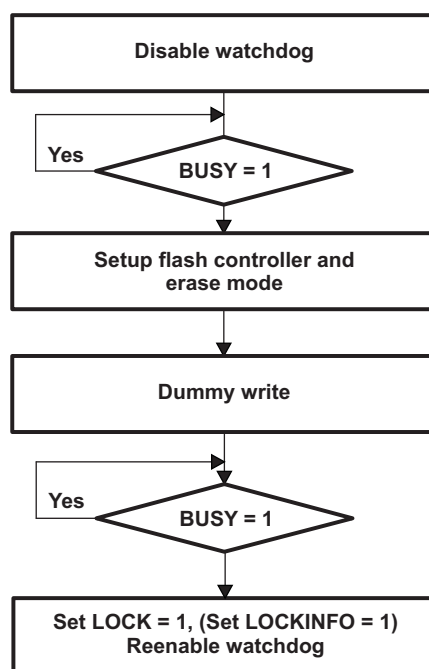 Disable watchdog
Yes
BUSY = 1
Setup flash controller and
erase mode
Dummy write
Yes
BUSY = 1
Set LOCK = 1, (Set LOCKINFO = 1)
Reenable watchdog